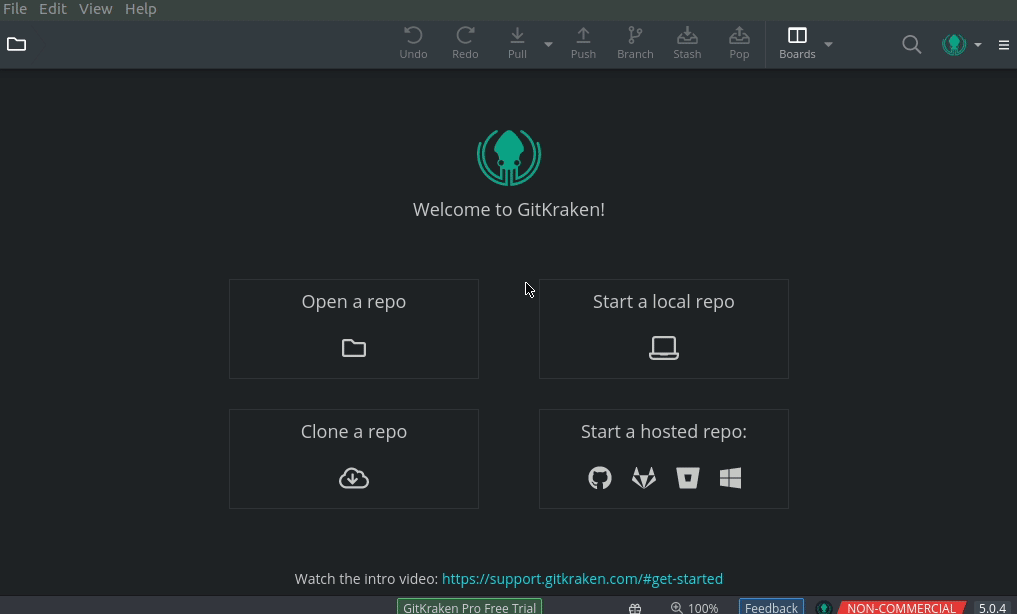 File Edit View Help
Undo Redo Pull Push Branch Stash Pop Boards
Welcome to GitKraken!
Open a repo
Start a local repo
Clone a repo
Start a hosted repo:
Watch the intro video: https://support.gitkraken.com/#get-started
GitKraken Pro Free Trial 100% Feedback NON-COMMERCIAL 5.0.4